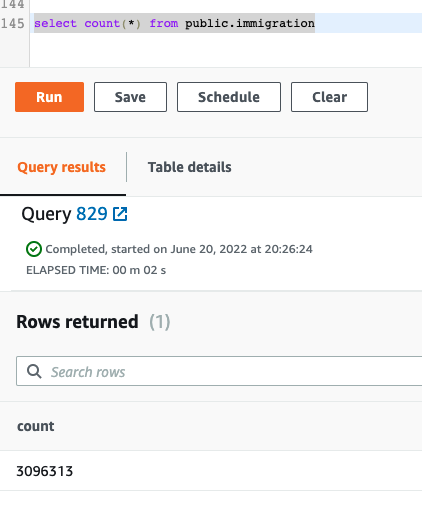 144
145 select count(*) from public.immigration
Run Save Schedule Clear
Query results Table details
Query 829
Completed, started on June 20, 2022 at 20:26:24
ELAPSED TIME: 00 m 02 s
Rows returned (1)
Search rows
count
3096313